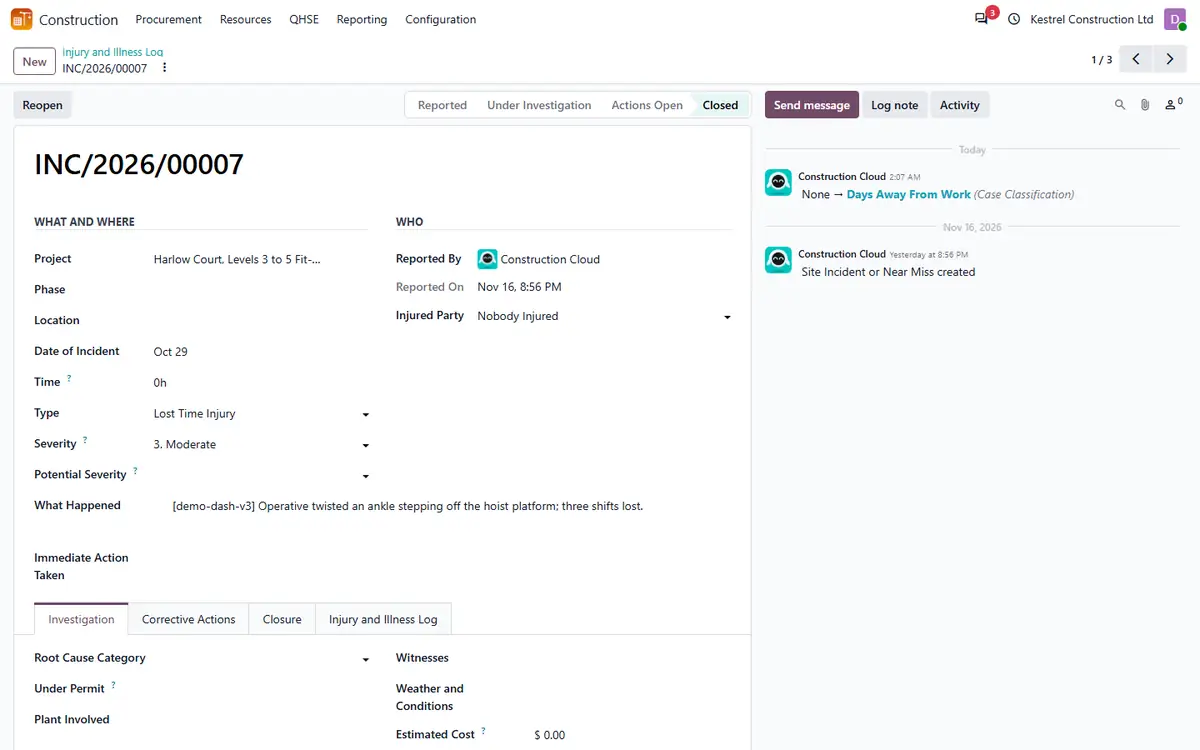 Construction Procurement Resources QHSE Reporting Configuration 3 Kestrel Construction Ltd D
New Injury and Illness Log
INC/2026/00007
1 / 3
Reopen Reported Under Investigation Actions Open Closed Send message Log note Activity 0
INC/2026/00007
WHAT AND WHERE
Project Harlow Court, Levels 3 to 5 Fit-...
Phase
Location
Date of Incident Oct 29
Time ? 0h
Type Lost Time Injury
Severity ? 3. Moderate
Potential Severity ?
What Happened [demo-dash-v3] Operative twisted an ankle stepping off the hoist platform; three shifts lost.
Immediate Action
Taken
WHO
Reported By Construction Cloud
Reported On Nov 16, 8:56 PM
Injured Party Nobody Injured
Investigation Corrective Actions Closure Injury and Illness Log
Root Cause Category
Under Permit ?
Plant Involved
Witnesses
Weather and
Conditions
Estimated Cost ? $ 0.00
Today
Construction Cloud 2:07 AM
None → Days Away From Work (Case Classification)
Nov 16, 2026
Construction Cloud Yesterday at 8:56 PM
Site Incident or Near Miss created